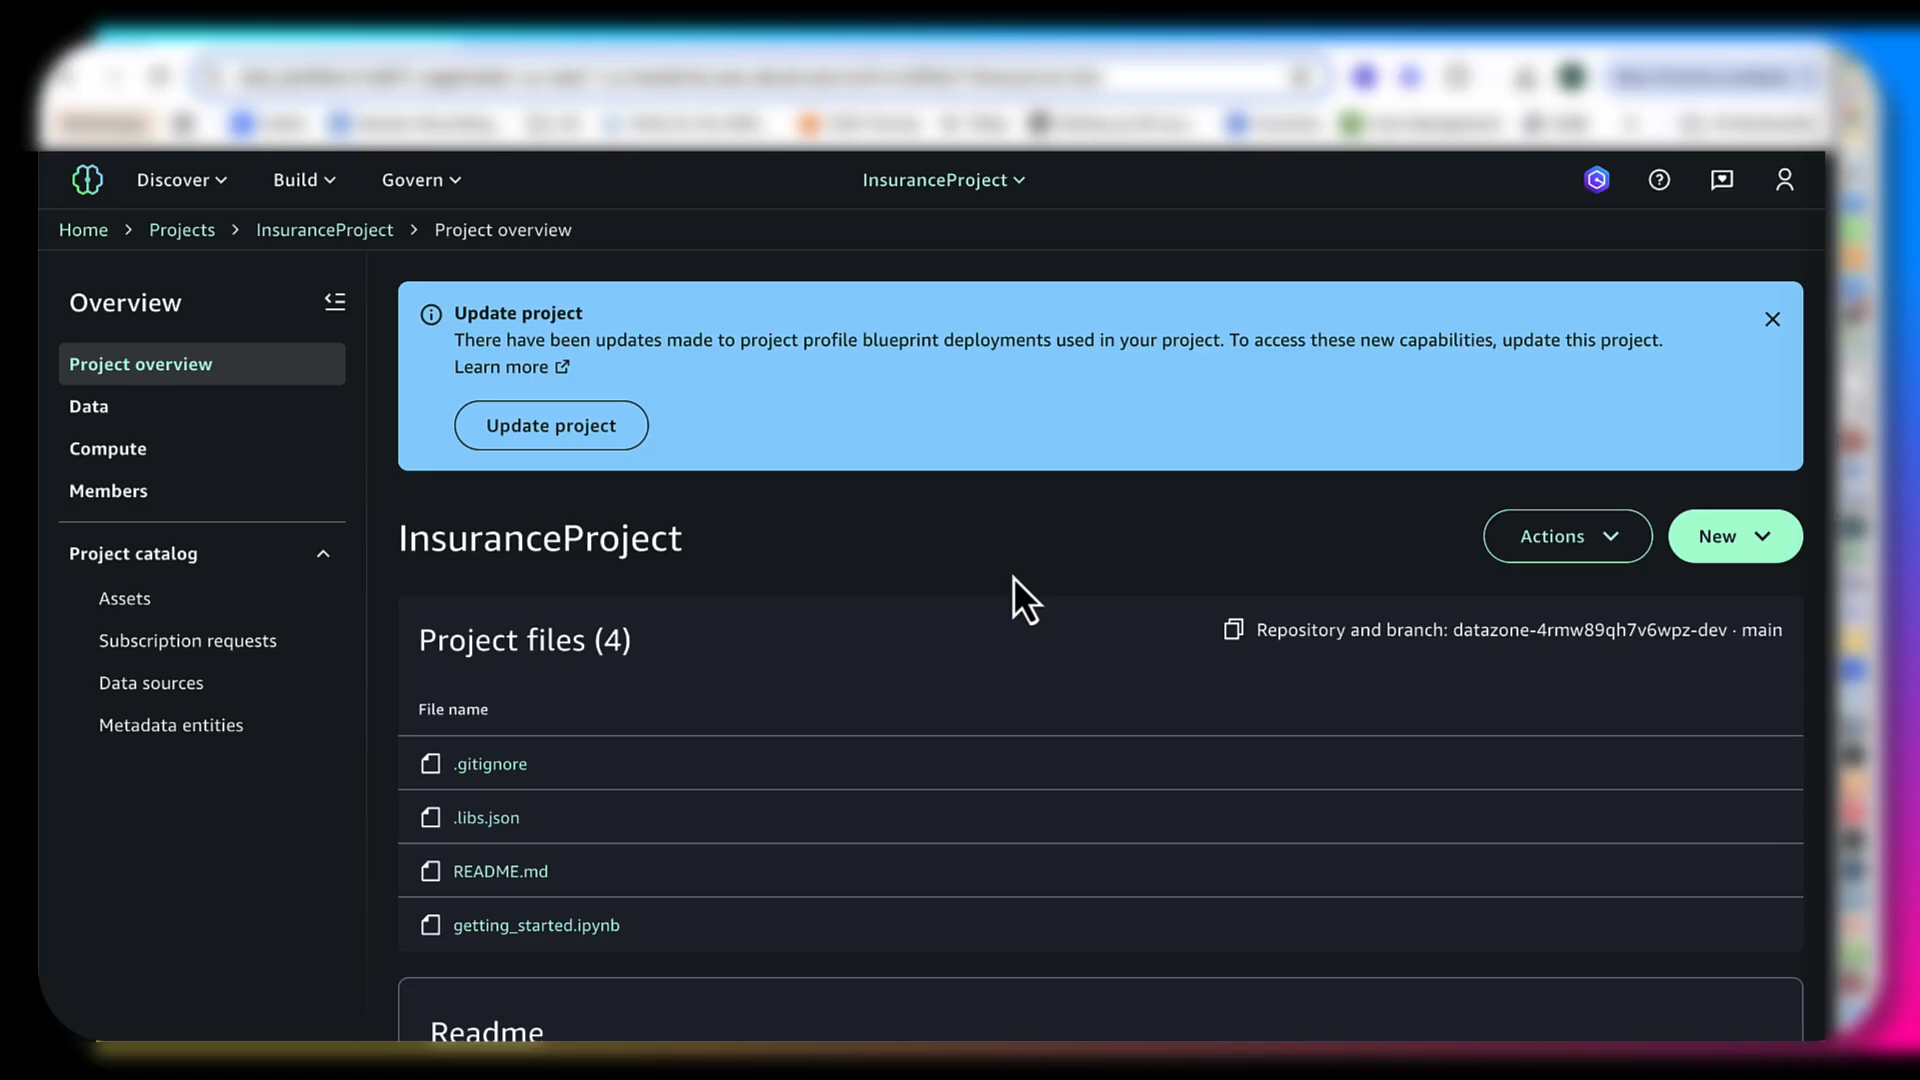 Discover
Build
Govern
InsuranceProject
Home > Projects > InsuranceProject > Project overview
Overview
Project overview
Data
Compute
Members
Project catalog
Assets
Subscription requests
Data sources
Metadata entities
Update project
There have been updates made to project profile blueprint deployments used in your project. To access these new capabilities, update this project.
Learn more
Update project
InsuranceProject
Actions
New
Project files (4)
Repository and branch: datazone-4rmw89qh7v6wpz-dev · main
File name
.gitignore
.libs.json
README.md
getting_started.ipynb
Readme